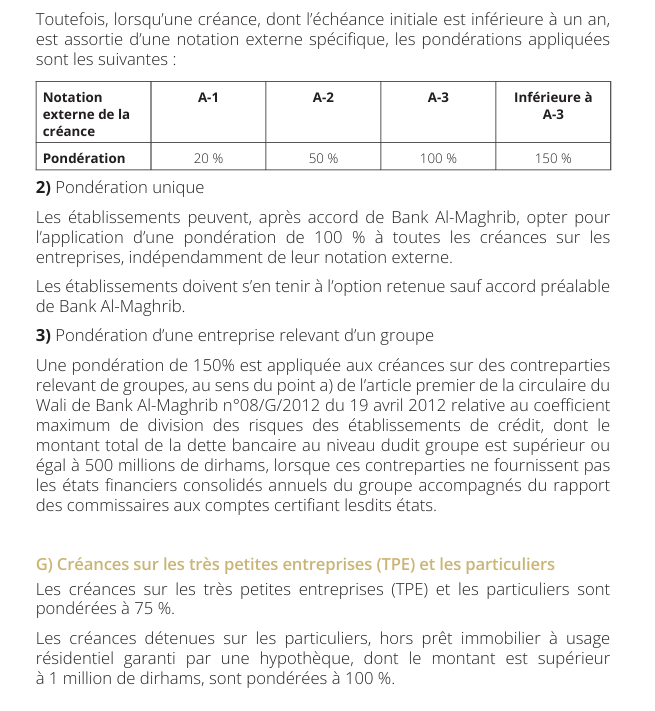 Toutefois, lorsqu’une créance, dont l’échéance initiale est inférieure à un an,
est assortie d’une notation externe spécifique, les pondérations appliquées
sont les suivantes :
Notation externe de la créance A-1 A-2 A-3 Inférieure à A-3
Pondération 20 % 50 % 100 % 150 %
2) Pondération unique
Les établissements peuvent, après accord de Bank Al-Maghrib, opter pour
l’application d’une pondération de 100 % à toutes les créances sur les
entreprises, indépendamment de leur notation externe.
Les établissements doivent s’en tenir à l’option retenue sauf accord préalable
de Bank Al-Maghrib.
3) Pondération d’une entreprise relevant d’un groupe
Une pondération de 150% est appliquée aux créances sur des contreparties
relevant de groupes, au sens du point a) de l’article premier de la circulaire du
Wali de Bank Al-Maghrib n°08/G/2012 du 19 avril 2012 relative au coefficient
maximum de division des risques des établissements de crédit, dont le
montant total de la dette bancaire au niveau dudit groupe est supérieur ou
égal à 500 millions de dirhams, lorsque ces contreparties ne fournissent pas
les états financiers consolidés annuels du groupe accompagnés du rapport
des commissaires aux comptes certifiant lesdits états.
G) Créances sur les très petites entreprises (TPE) et les particuliers
Les créances sur les très petites entreprises (TPE) et les particuliers sont
pondérées à 75 %.
Les créances détenues sur les particuliers, hors prêt immobilier à usage
résidentiel garanti par une hypothèque, dont le montant est supérieur
à 1 million de dirhams, sont pondérées à 100 %.